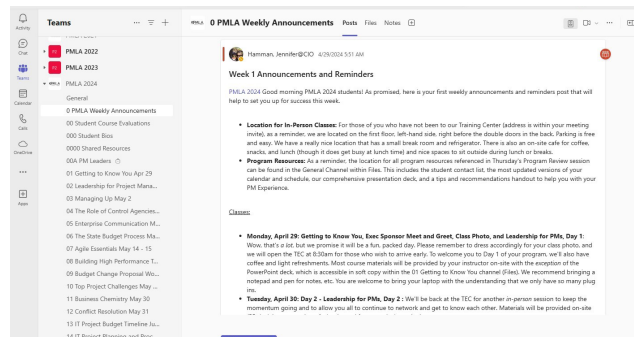 Activity
Chat
Teams
Calendar
Calls
OneDrive
Apps
Teams
PMLA 2022
PMLA 2023
PMLA 2024
General
0 PMLA Weekly Announcements
00 Student Course Evaluations
000 Student Bios
0000 Shared Resources
00A PM Leaders
01 Getting to Know You Apr 29
02 Leadership for Project Mana...
03 Managing Up May 2
04 The Role of Control Agencies...
05 Enterprise Communication M...
06 The State Budget Process Ma...
07 Agile Essentials May 14 - 15
08 Building High Performance T...
09 Budget Change Proposal Wo...
10 Top Project Challenges May ...
11 Business Chemistry May 30
12 Conflict Resolution May 31
13 IT Project Budget Timeline Ju...
14 IT Project Planning and Proc...
0 PMLA Weekly Announcements Posts Files Notes
Hamman, Jennifer@CIO 4/29/2024 5:51 AM
Week 1 Announcements and Reminders
PMLA 2024 Good morning PMLA 2024 students! As promised, here is your first weekly announcements and reminders post that will
help to set you up for success this week.
• Location for In-Person Classes: For those of you who have not been to our Training Center (address is within your meeting
invite), as a reminder, we are located on the first floor, left-hand side, right before the double doors in the back. Parking is free
and easy. We have a really nice location that has a small break room and refrigerator. There is also an on-site cafe for coffee,
snacks, and lunch (though it does get busy at lunch time) and nice spaces to sit outside during lunch or breaks.
• Program Resources: As a reminder, the location for all program resources referenced in Thursday's Program Review session
can be found in the General Channel within Files. This includes the student contact list, the most updated versions of your
calendar and schedule, our comprehensive presentation deck, and a tips and recommendations handout to help you with your
PM Experience.
Classes:
• Monday, April 29: Getting to Know You, Exec Sponsor Meet and Greet, Class Photo, and Leadership for PMs, Day 1:
Wow, that's a lot, but we promise it will be a fun, packed day. Please remember to dress accordingly for your class photo, and
we will open the TEC at 8:30am for those who wish to arrive early. To welcome you to Day 1 of your program, we'll also have
coffee and light refreshments. Most course materials will be provided by your instructor on-site with the exception of the
PowerPoint deck, which is accessible in soft copy within the 01 Getting to Know You channel (Files). We recommend bringing a
notepad and pen for notes, etc. You are welcome to bring your laptop with the understanding that we only have so many plug
ins.
• Tuesday, April 30: Day 2 - Leadership for PMs, Day 2 : We'll be back at the TEC for another in-person session to keep the
momentum going and to allow you all to continue to network and get to know each other. Materials will be provided on-site